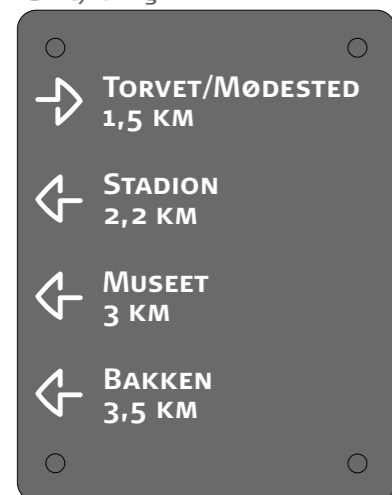 Torvet/Mødested
1,5 km
Stadion
2,2 km
Museet
3 km
Bakken
3,5 km